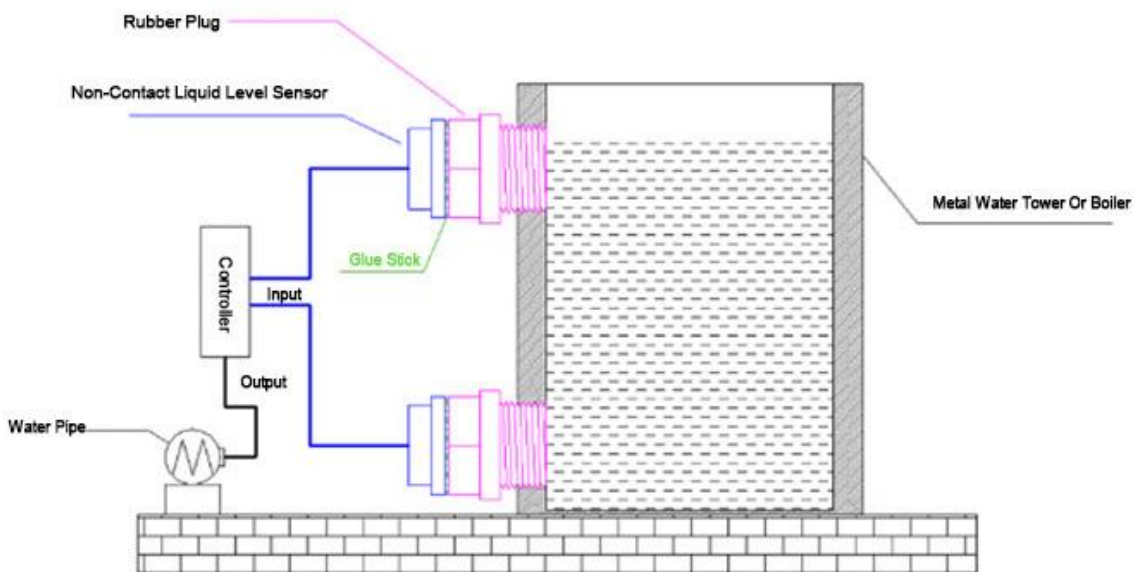 Rubber Plug
Non-Contact Liquid Level Sensor
Metal Water Tower Or Boiler
Glue Stick
Controller
Input
Output
Water Pipe